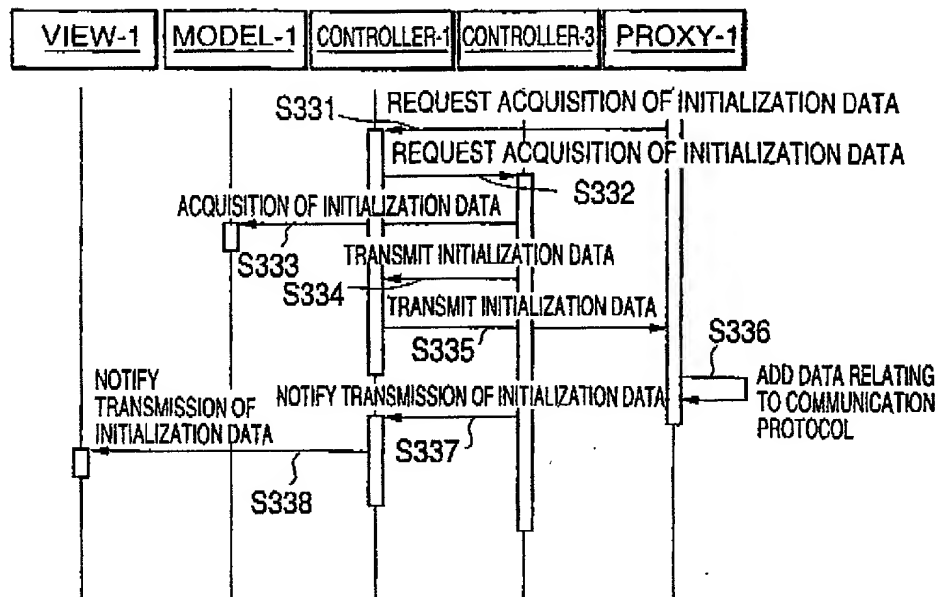 VIEW-1 MODEL-1 CONTROLLER-1 CONTROLLER-3 PROXY-1
S331 REQUEST ACQUISITION OF INITIALIZATION DATA
REQUEST ACQUISITION OF INITIALIZATION DATA
S332
ACQUISITION OF INITIALIZATION DATA
S333
TRANSMIT INITIALIZATION DATA
S334
TRANSMIT INITIALIZATION DATA
S335
S336
ADD DATA RELATING
TO COMMUNICATION
PROTOCOL
NOTIFY TRANSMISSION OF INITIALIZATION DATA
S337
NOTIFY
TRANSMISSION OF
INITIALIZATION DATA
S338